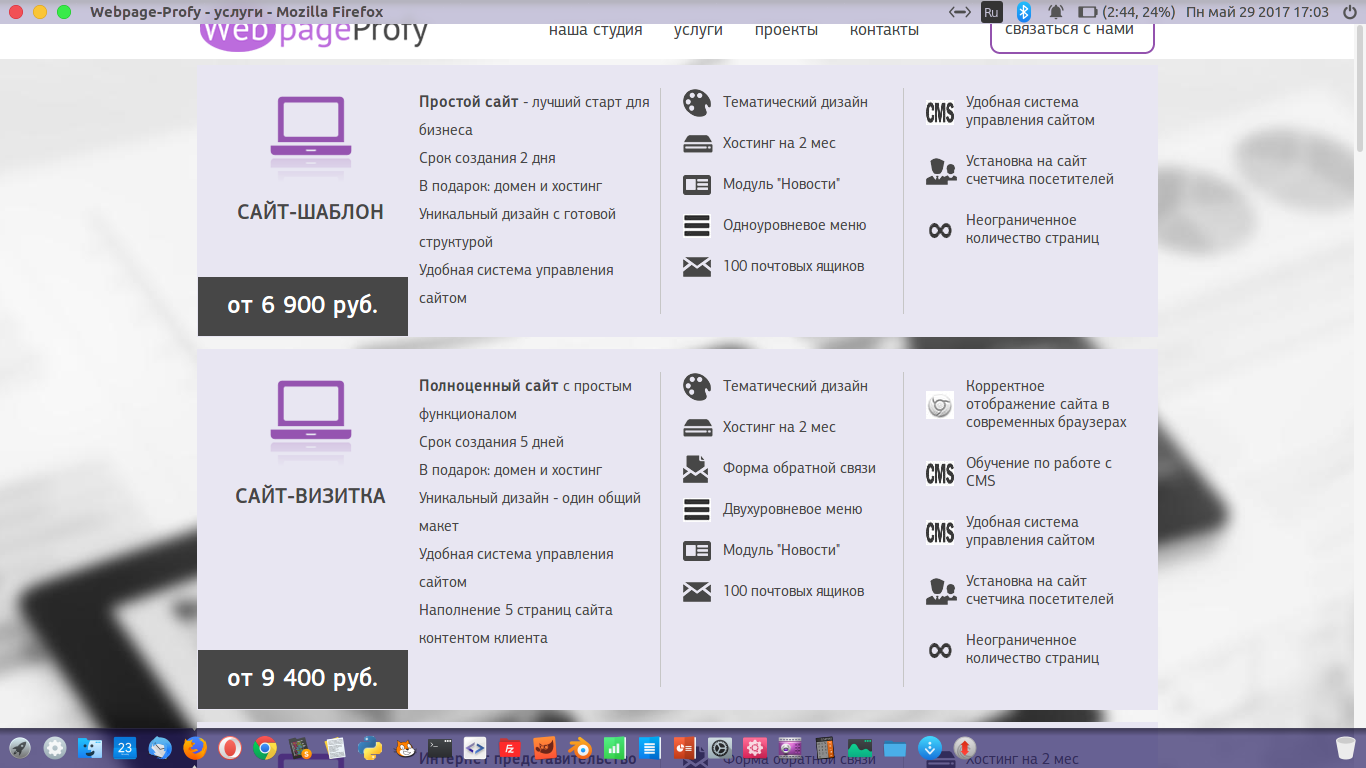 Webpage-Profy - услуги - Mozilla Firefox
Ru
(2:44, 24%)
Пн май 29 2017 17:03
WebpageProfy
наша студия
услуги
проекты
контакты
связаться с нами
САЙТ-ШАБЛОН
от 6 900 руб.
Простой сайт - лучший старт для
бизнеса
Срок создания 2 дня
В подарок: домен и хостинг
Уникальный дизайн с готовой
структурой
Удобная система управления
сайтом
Тематический дизайн
Хостинг на 2 мес
Модуль "Новости"
Одноуровневое меню
100 почтовых ящиков
CMS
Удобная система
управления сайтом
Установка на сайт
счетчика посетителей
Неограниченное
количество страниц
САЙТ-ВИЗИТКА
от 9 400 руб.
Полноценный сайт с простым
функционалом
Срок создания 5 дней
В подарок: домен и хостинг
Уникальный дизайн - один общий
макет
Удобная система управления
сайтом
Наполнение 5 страниц сайта
контентом клиента
Тематический дизайн
Хостинг на 2 мес
Форма обратной связи
Двухуровневое меню
Модуль "Новости"
100 почтовых ящиков
Корректное
отображение сайта в
современных браузерах
CMS
Обучение по работе с
CMS
CMS
Удобная система
управления сайтом
Установка на сайт
счетчика посетителей
Неограниченное
количество страниц
23
Fz
Интернет представительство
Форма обратной связи
Хостинг на 2 мес